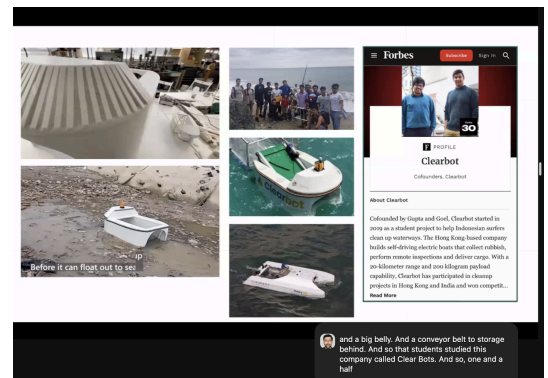 up
Before it can float out to sea
Clearbot
Forbes
Subscribe
Sign In
30
F PROFILE
Clearbot
Cofounders, Clearbot
About Clearbot
Cofounded by Gupta and Goel, Clearbot started in
2019 as a student project to help Indonesian surfers
clean up waterways. The Hong Kong-based company
builds self-driving electric boats that collect rubbish,
perform remote inspections and deliver cargo. With a
20-kilometer range and 200 kilogram payload
capability, Clearbot has participated in cleanup
projects in Hong Kong and India and won competit...
Read More
and a big belly. And a conveyor belt to storage
behind. And so that students studied this
company called Clear Bots. And so, one and a
half